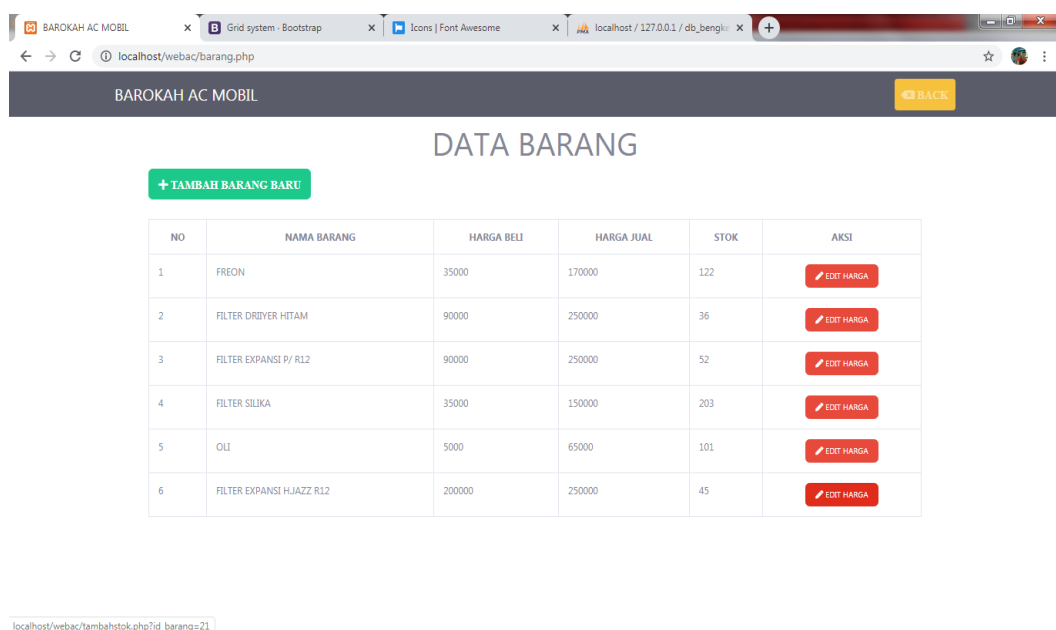 BAROKAH AC MOBIL
Grid system · Bootstrap
Icons | Font Awesome
localhost / 127.0.0.1 / db_bengke
localhost/webac/barang.php
BAROKAH AC MOBIL
BACK
DATA BARANG
TAMBAH BARANG BARU
NO NAMA BARANG HARGA BELI HARGA JUAL STOK AKSI
1 FREON 35000 170000 122 EDIT HARGA
2 FILTER DRIIYER HITAM 90000 250000 36 EDIT HARGA
3 FILTER EXPANSI P/ R12 90000 250000 52 EDIT HARGA
4 FILTER SILIKA 35000 150000 203 EDIT HARGA
5 OLI 5000 65000 101 EDIT HARGA
6 FILTER EXPANSI H.JAZZ R12 200000 250000 45 EDIT HARGA
localhost/webac/tambahstok.php?id_barang=21